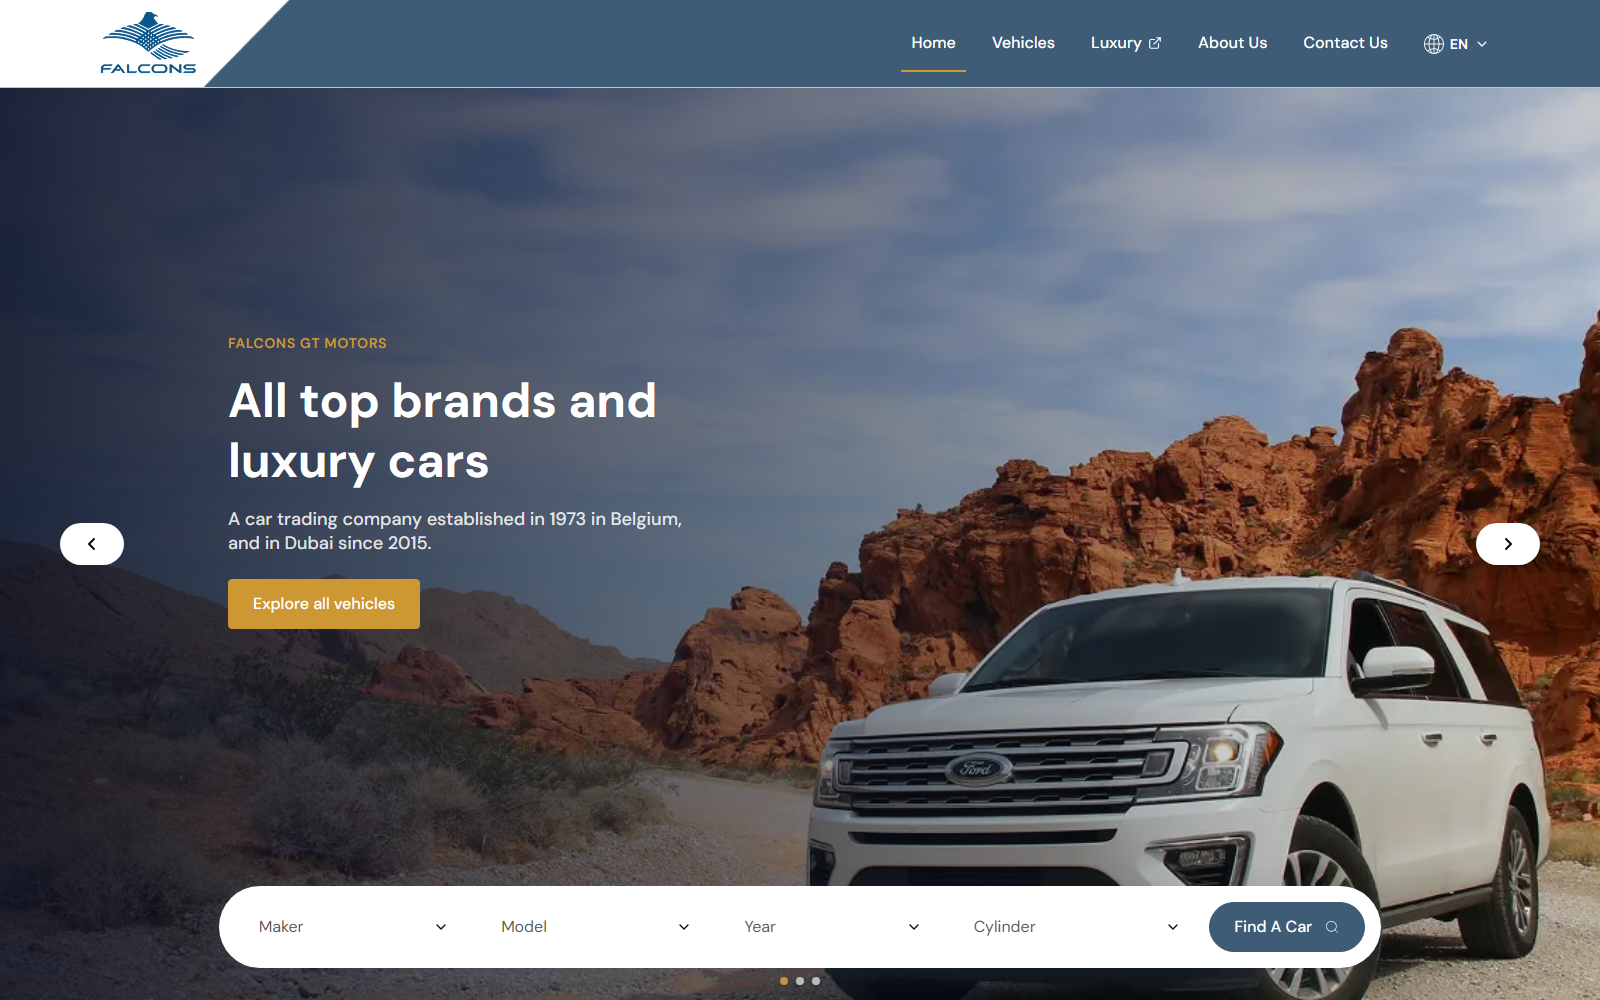 FALCONS
Home
Vehicles
Luxury
About Us
Contact Us
EN
FALCONS GT MOTORS
All top brands and
luxury cars
A car trading company established in 1973 in Belgium,
and in Dubai since 2015.
Explore all vehicles
Ford
Maker
Model
Year
Cylinder
Find A Car